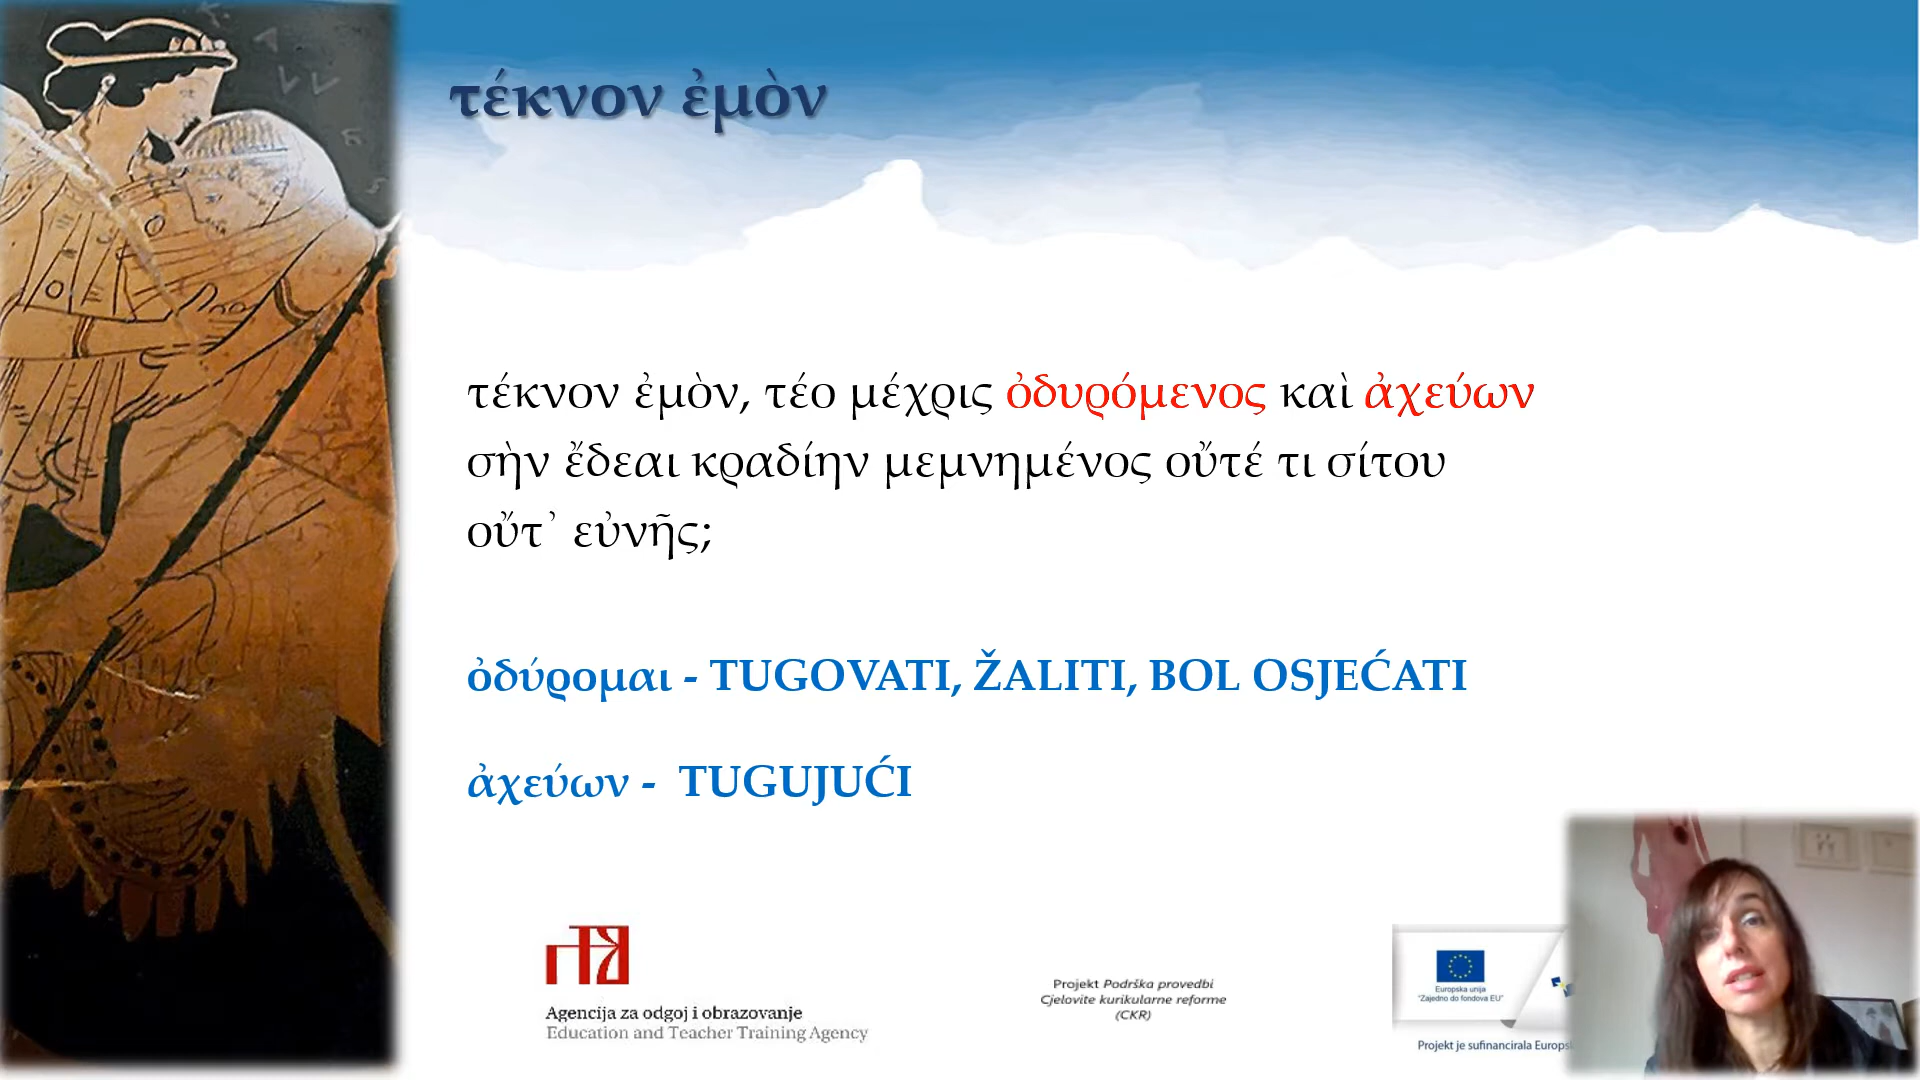 τέκνον ἐμὸν
τέκνον ἐμὸν, τέο μέχρις ὀδυρόμενος καὶ ἀχεύων
σὴν ἔδεαι κραδίην μεμνημένος οὔτέ τι σίτου
οὔτ᾽ εὐνῆς;
ὀδύρομαι - TUGOVATI, ŽALITI, BOL OSJEĆATI
ἀχεύων - TUGUJUĆI
Agencija za odgoj i obrazovanje
Education and Teacher Training Agency
Projekt Podrška provedbi
Cjelovite kurikularne reforme
(CKR)
Europska unija
"Zajedno do fondova EU"
Projekt je sufinancirala Europs